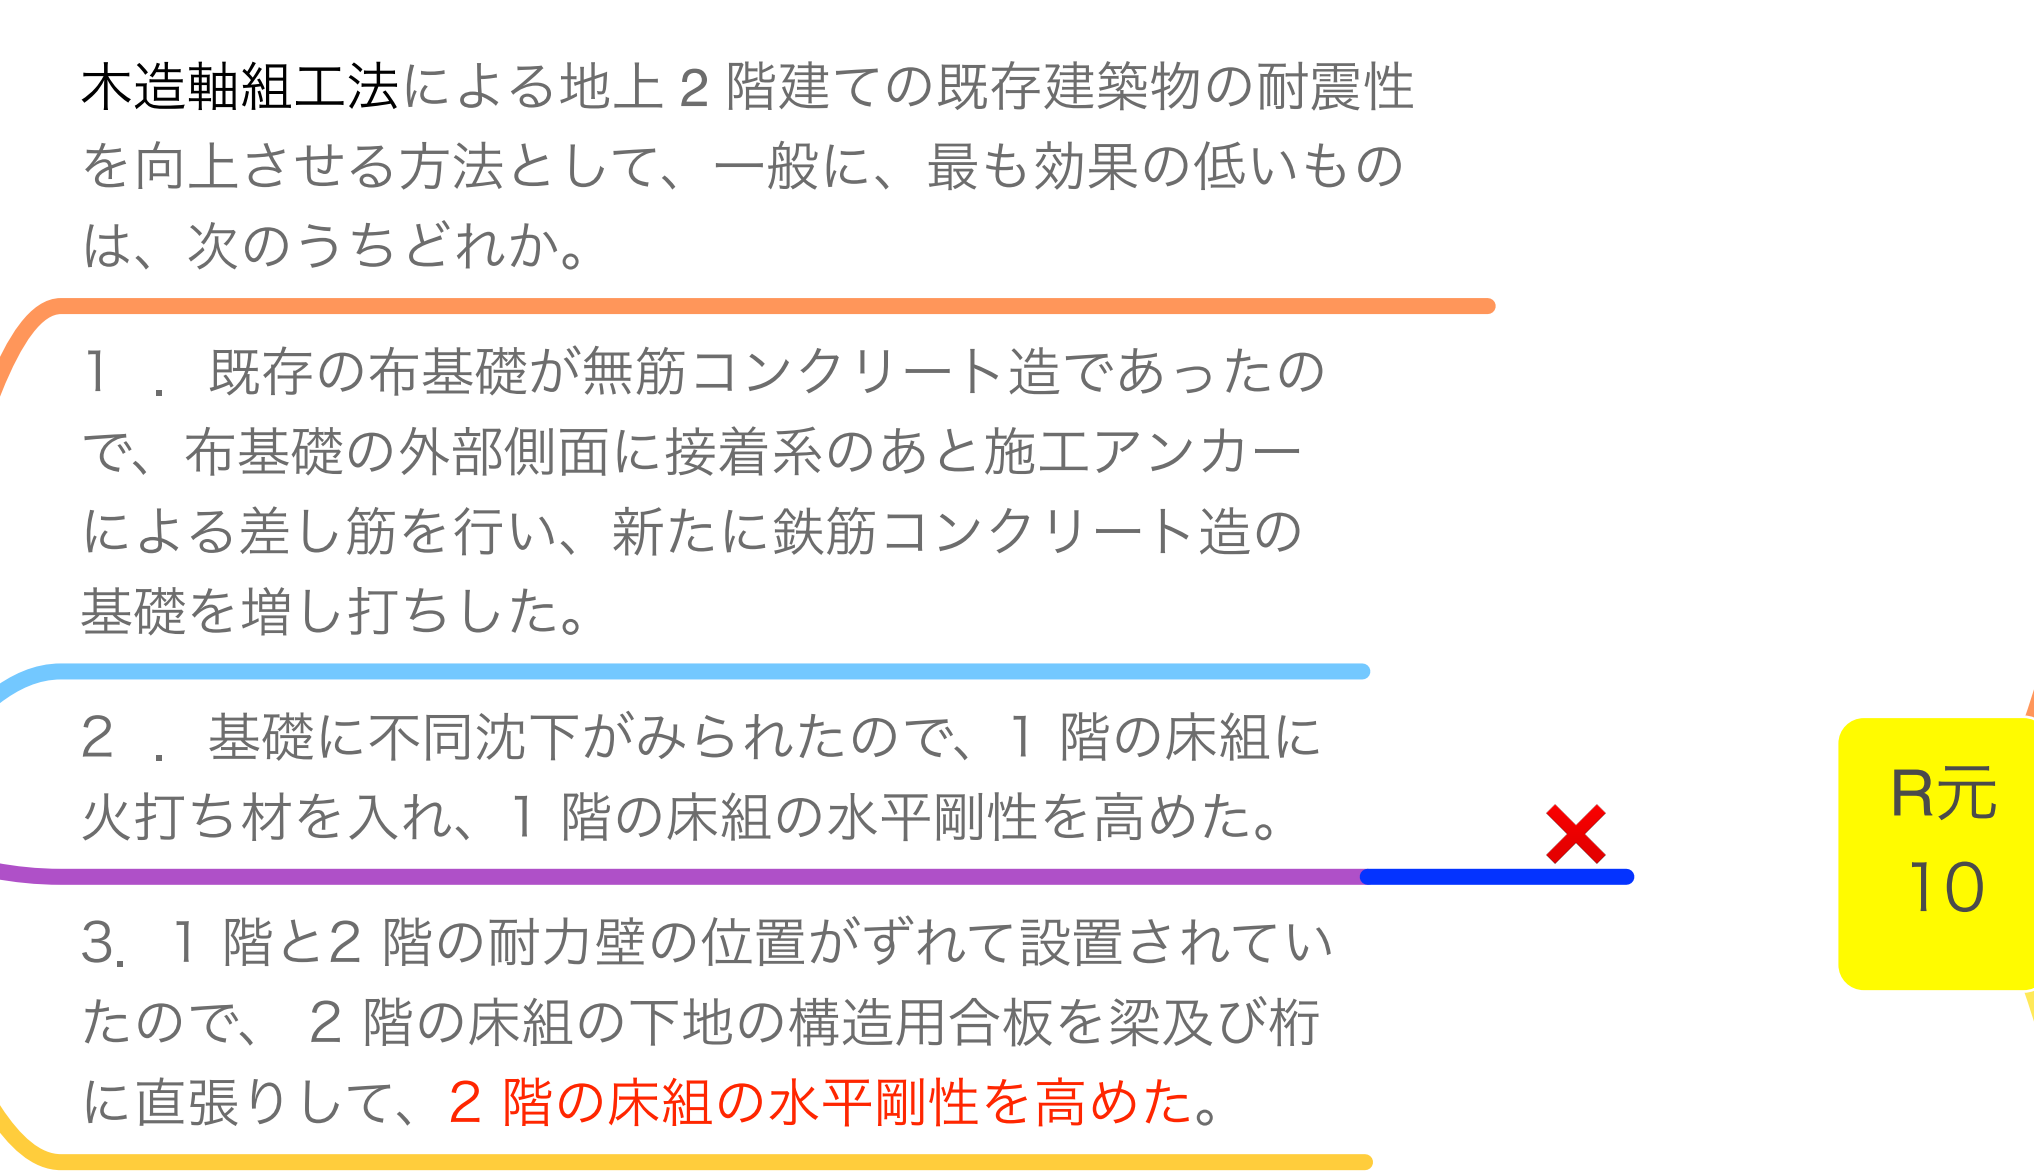 木造軸組工法による地上 2 階建ての既存建築物の耐震性
を向上させる方法として、一般に、最も効果の低いもの
は、次のうちどれか。
1 ． 既存の布基礎が無筋コンクリート造であったの
で、布基礎の外部側面に接着系のあと施工アンカー
による差し筋を行い、新たに鉄筋コンクリート造の
基礎を増し打ちした。
2 ． 基礎に不同沈下がみられたので、1 階の床組に
火打ち材を入れ、1 階の床組の水平剛性を高めた。
3．1 階と2 階の耐力壁の位置がずれて設置されてい
たので、 2 階の床組の下地の構造用合板を梁及び桁
に直張りして、2 階の床組の水平剛性を高めた。
R元
10